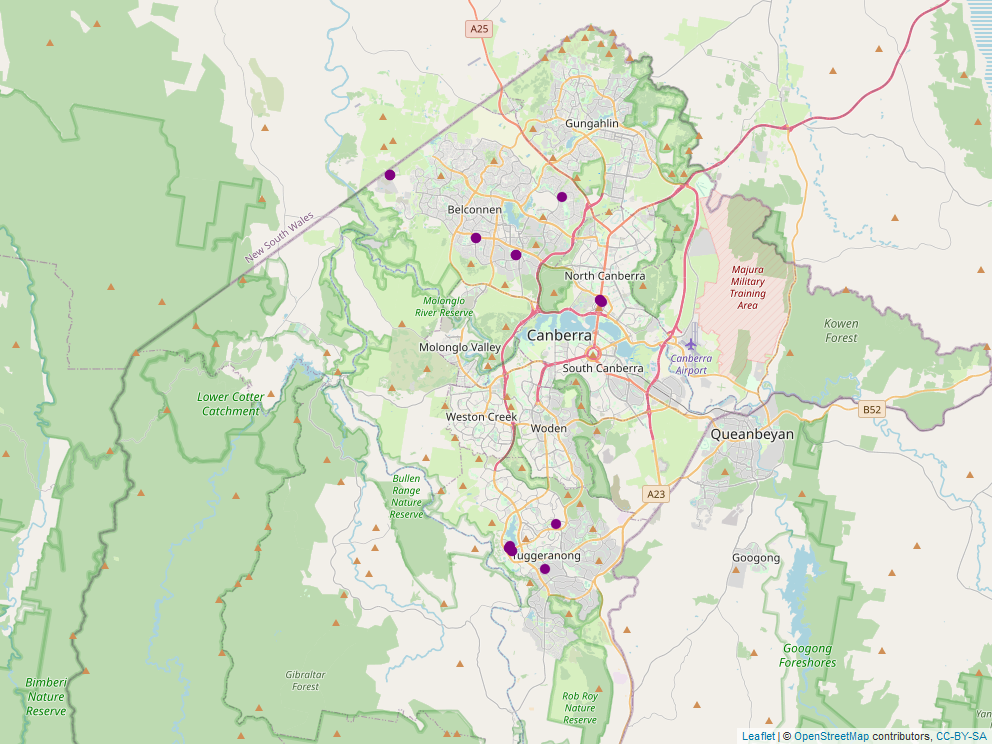 A25
Gungahlin
Belconnen
New South Wales
North Canberra
Majura
Military
Training
Area
Molonglo
River Reserve
Kowen
Forest
Canberra
Molonglo Valley
Canberra
Airport
South Canberra
Lower Cotter
Catchment
B52
Weston Creek
Woden
Queanbeyan
Bullen
Range
Nature
Reserve
A23
Tuggeranong
Googong
Googong
Foreshores
Gibraltar
Forest
Bimberi
Nature
Reserve
Rob Roy
Nature
Reserve
Yan
Leaflet | © OpenStreetMap contributors, CC-BY-SA